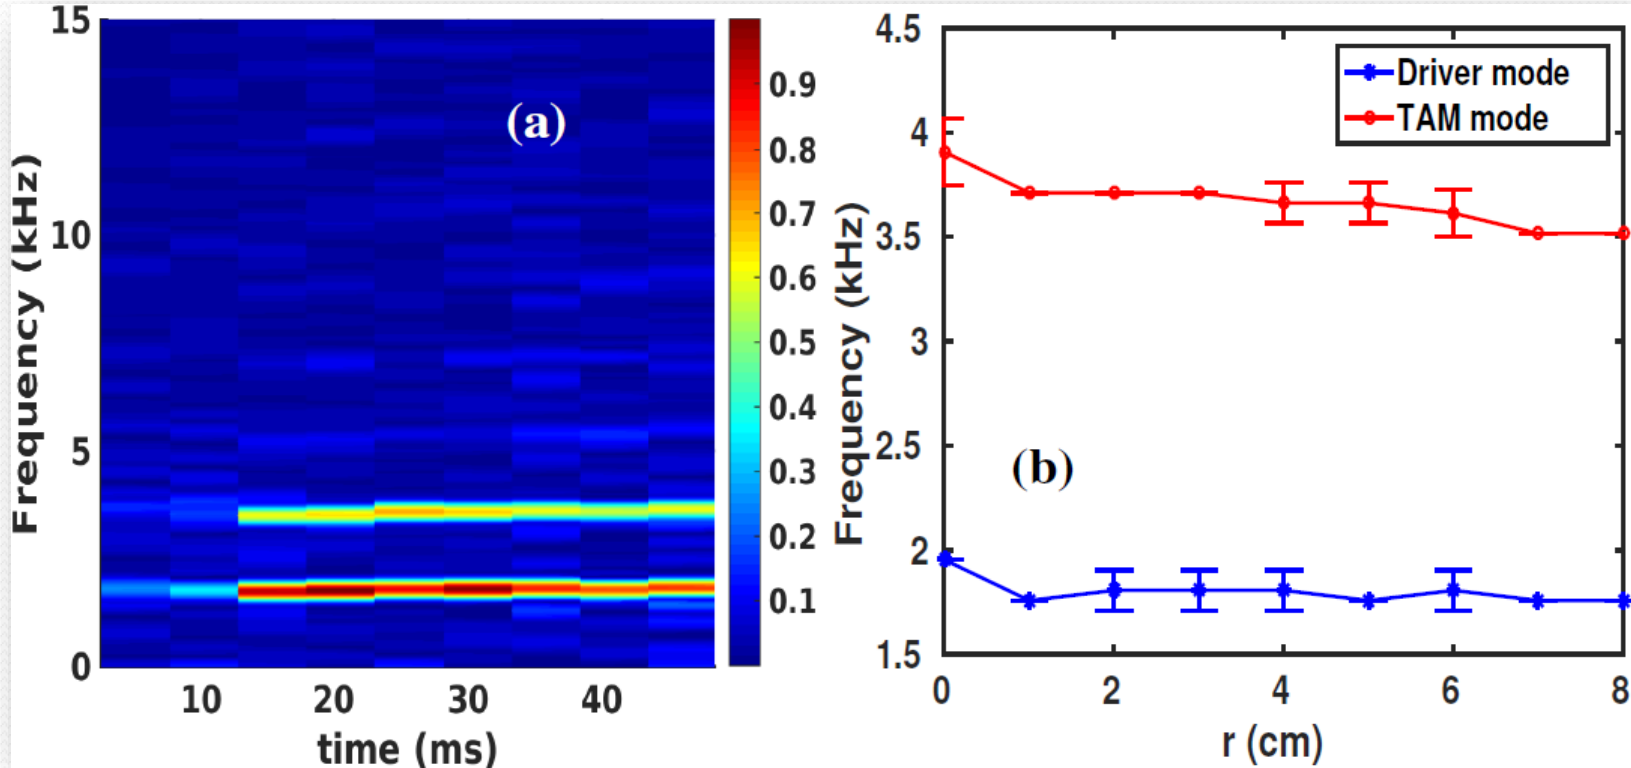 15
10
5
0
Frequency (kHz)
10 20 30 40
time (ms)
(a)
0.9
0.8
0.7
0.6
0.5
0.4
0.3
0.2
0.1
4.5
4
3.5
3
2.5
2
1.5
Frequency (kHz)
0 2 4 6 8
r (cm)
(b)
Driver mode
TAM mode